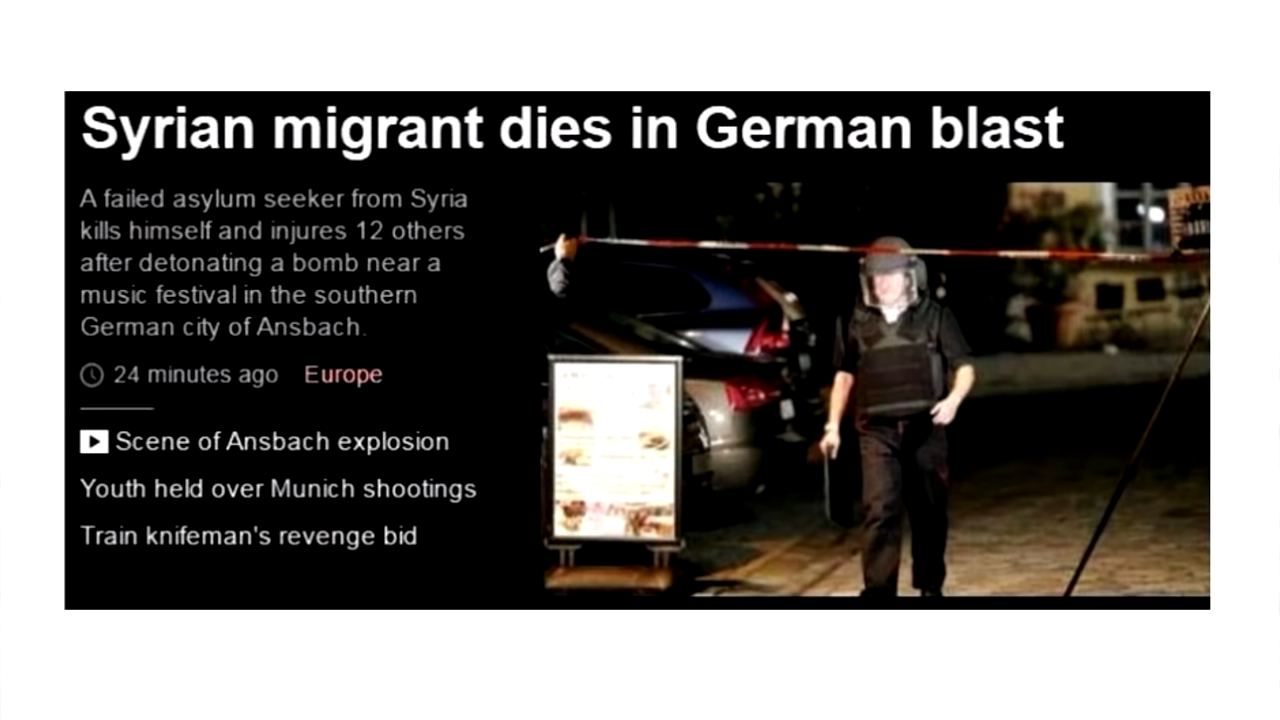 Syrian migrant dies in German blast
A failed asylum seeker from Syria
kills himself and injures 12 others
after detonating a bomb near a
music festival in the southern
German city of Ansbach.
24 minutes ago Europe
Scene of Ansbach explosion
Youth held over Munich shootings
Train knifeman's revenge bid